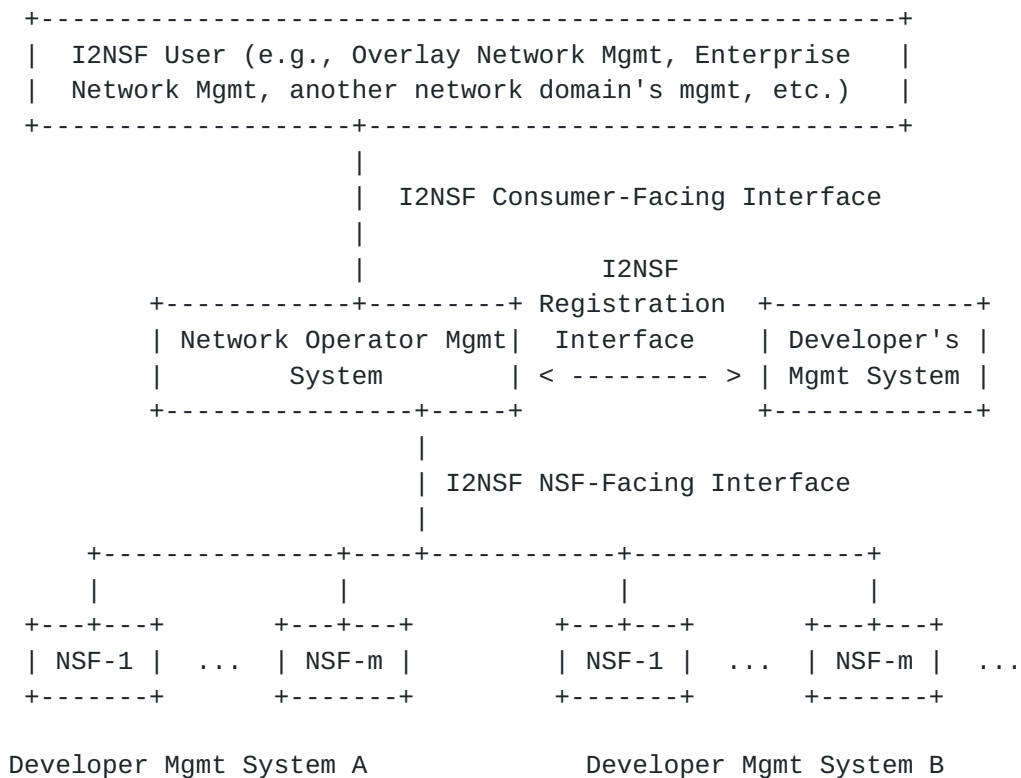 I2NSF User (e.g., Overlay Network Mgmt, Enterprise
Network Mgmt, another network domain's mgmt, etc.)
I2NSF Consumer-Facing Interface
I2NSF
Registration
Network Operator Mgmt Interface Developer's
System < --------- > Mgmt System
I2NSF NSF-Facing Interface
NSF-1 ... NSF-m NSF-1 ... NSF-m ...
Developer Mgmt System A Developer Mgmt System B